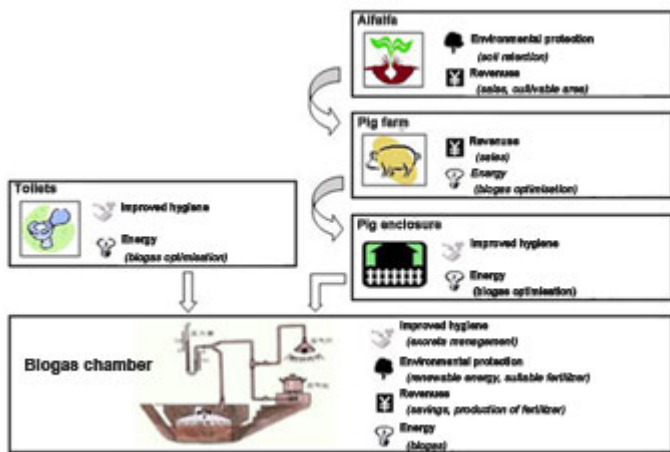 Alfalfa
Environmental protection
(soil retention)
Revenues
(sales, cultivable area)
Pig farm
Revenues
(sales)
Energy
(biogas optimisation)
Toilets
Improved hygiene
Energy
(biogas optimisation)
Pig enclosure
Improved hygiene
Energy
(biogas optimisation)
Biogas chamber
Improved hygiene
(excreta management)
Environmental protection
(renewable energy, suitable fertilizer)
Revenues
(savings, production of fertilizer)
Energy
(biogas)